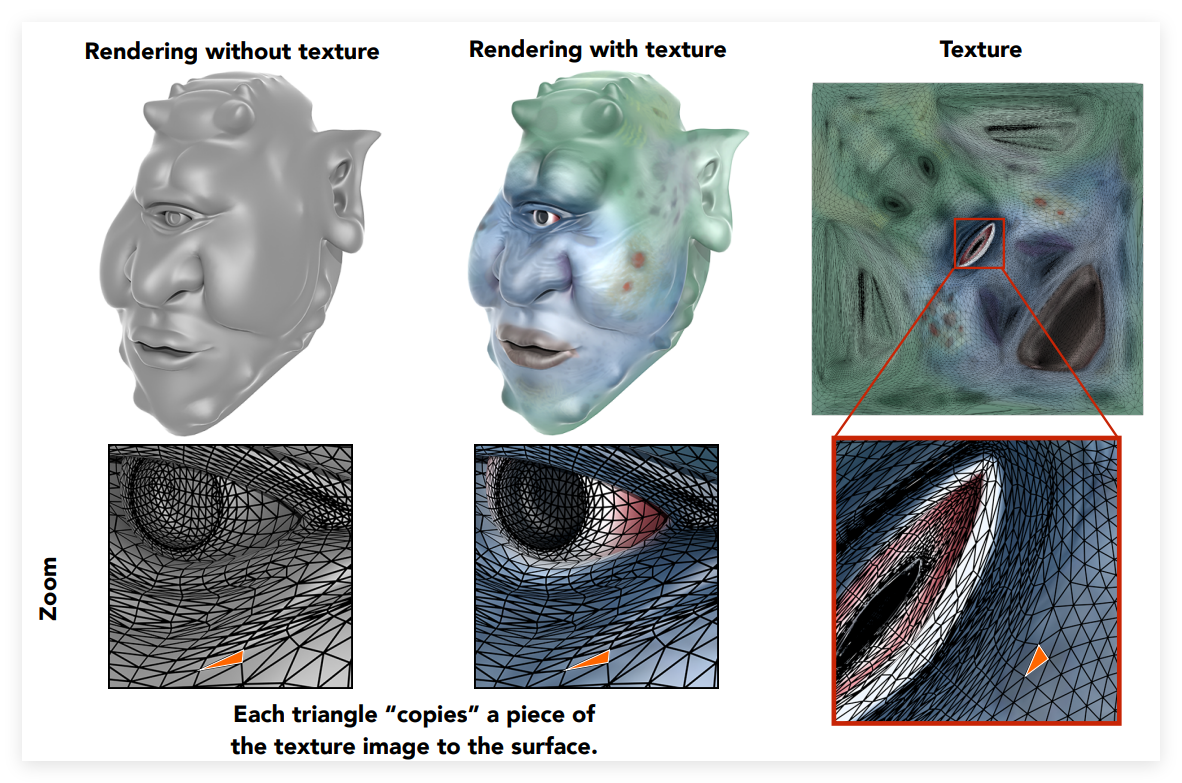 Rendering without texture
Rendering with texture
Texture
Zoom
Each triangle “copies” a piece of
the texture image to the surface.